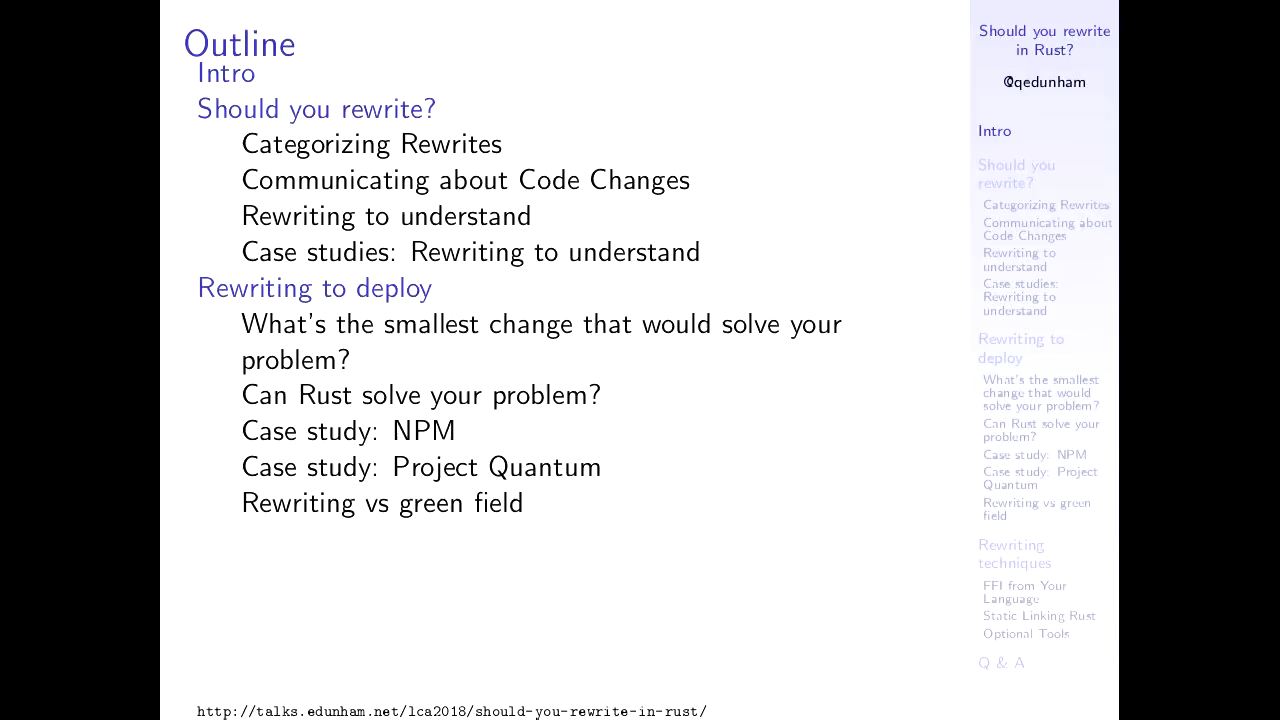 Outline
Intro
Should you rewrite?
Categorizing Rewrites
Communicating about Code Changes
Rewriting to understand
Case studies: Rewriting to understand
Rewriting to deploy
What's the smallest change that would solve your
problem?
Can Rust solve your problem?
Case study: NPM
Case study: Project Quantum
Rewriting vs green field
http://talks.edunham.net/lca2018/should-you-rewrite-in-rust/
Should you rewrite
in Rust?
@qedunham
Intro
Should you
rewrite?
Categorizing Rewrites
Communicating about
Code Changes
Rewriting to
understand
Case studies:
Rewriting to
understand
Rewriting to
deploy
What's the smallest
change that would
solve your problem?
Can Rust solve your
problem?
Case study: NPM
Case study: Project
Quantum
Rewriting vs green
field
Rewriting
techniques
FFI from Your
Language
Static Linking Rust
Optional Tools
Q & A